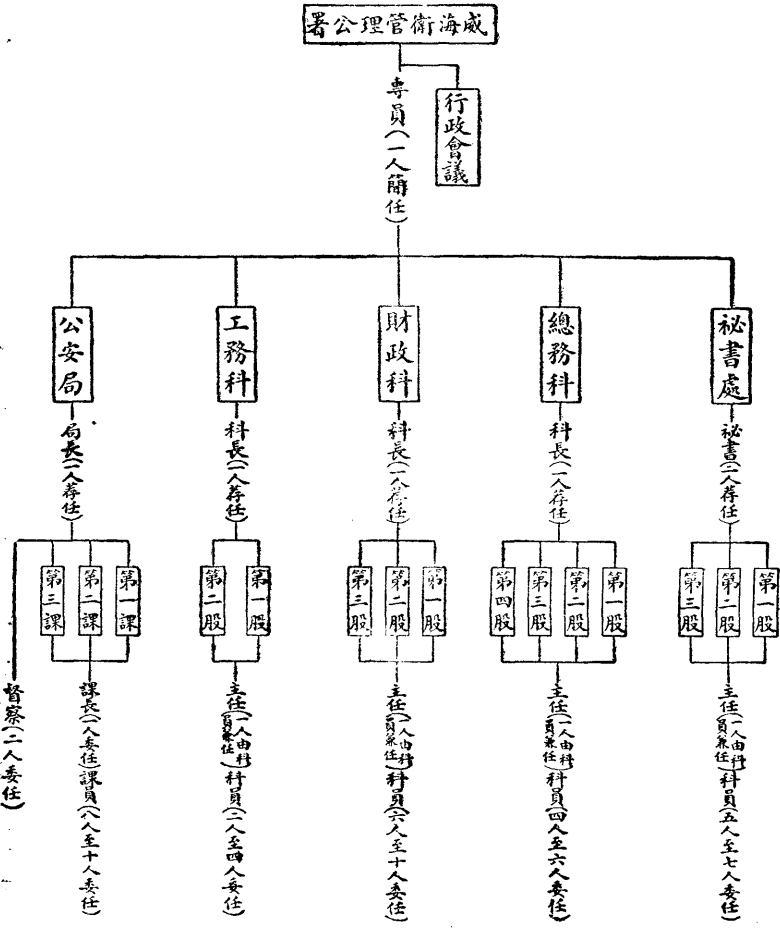 威海衛管理公署
行政會議
專員(一人簡任)
祕書處
總務科
財政科
工務科
公安局
祕書(二人荐任)
科長(一人荐任)
科長(一人荐任)
科長(一人荐任)
局長(一人荐任)
第一股
第二股
第三股
第一股
第二股
第三股
第四股
第一股
第二股
第三股
第一股
第二股
第一課
第二課
第三課
主任(一人由科員兼任)科員(五人至七人委任)
主任(一人由科員兼任)科員(四人至六人委任)
主任(一人由科員兼任)科員(六人至十人委任)
主任(一人由科員兼任)科員(二人至四人委任)
課長(一人委任)課員(八人至十人委任)
督察(二人委任)